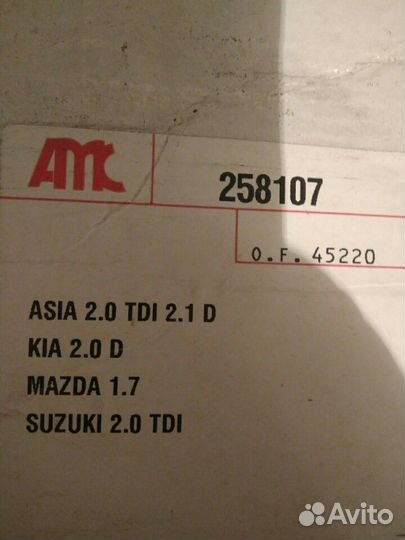 AMC
258107
O.F. 45220
ASIA 2.0 TDI 2.1 D
KIA 2.0 D
MAZDA 1.7
SUZUKI 2.0 TDI
Avito